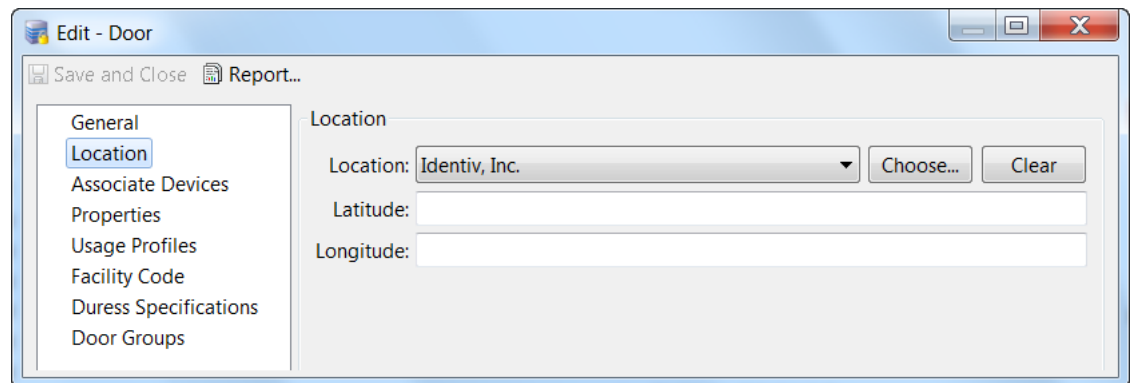 Edit - Door
Save and Close Report...
General
Location
Associate Devices
Properties
Usage Profiles
Facility Code
Duress Specifications
Door Groups
Location
Location: Identiv, Inc. Choose... Clear
Latitude:
Longitude: